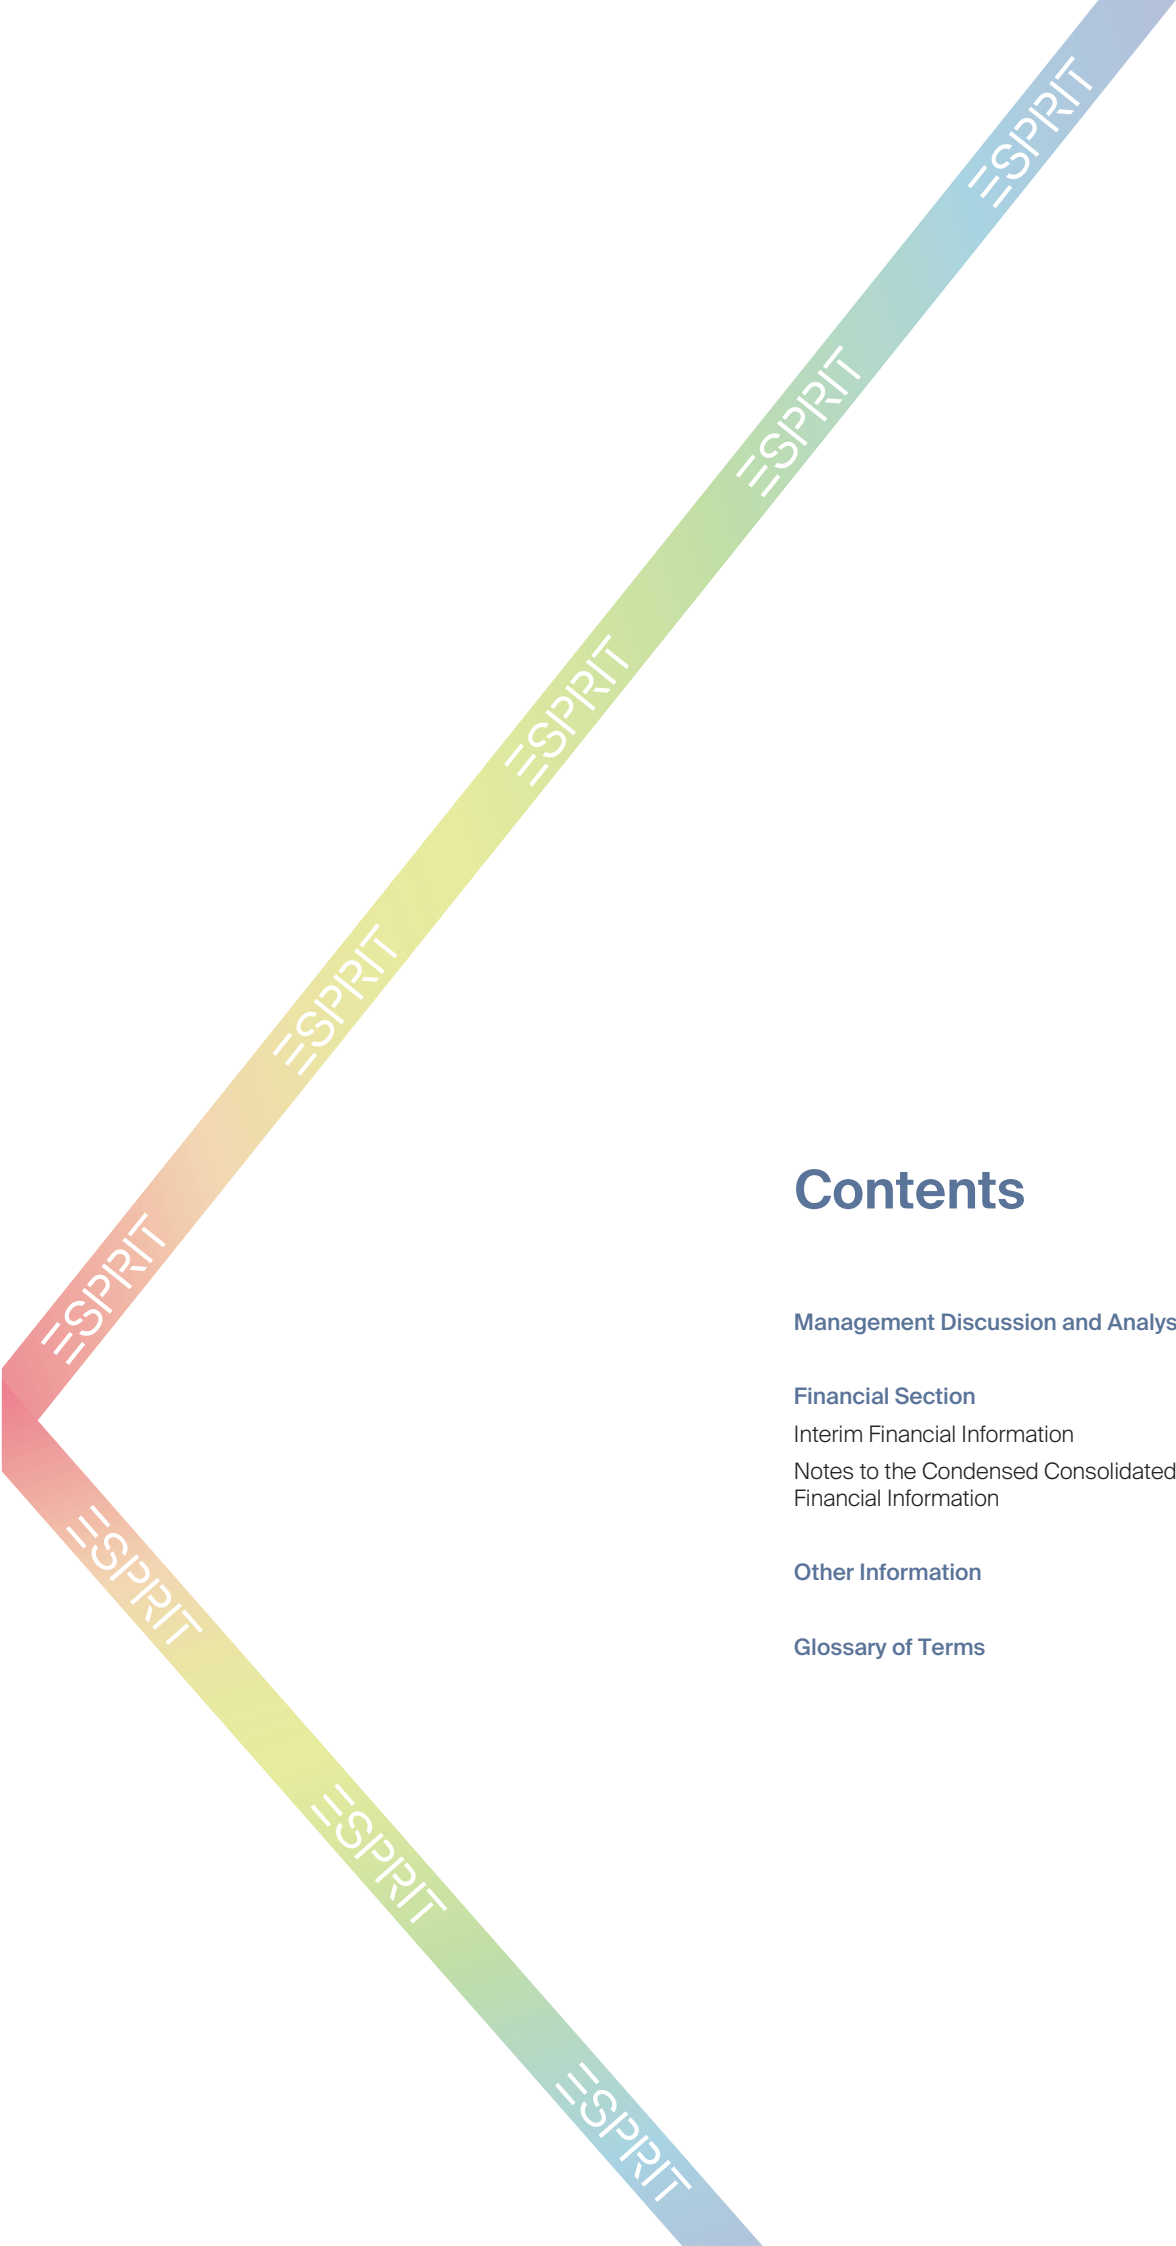 ESPRIT
ESPRIT
ESPRIT
ESPRIT
ESPRIT
Contents
Management Discussion and Analys
Financial Section
Interim Financial Information
Notes to the Condensed Consolidated
Financial Information
Other Information
Glossary of Terms
ESPRIT
ESPRIT
ESPRIT